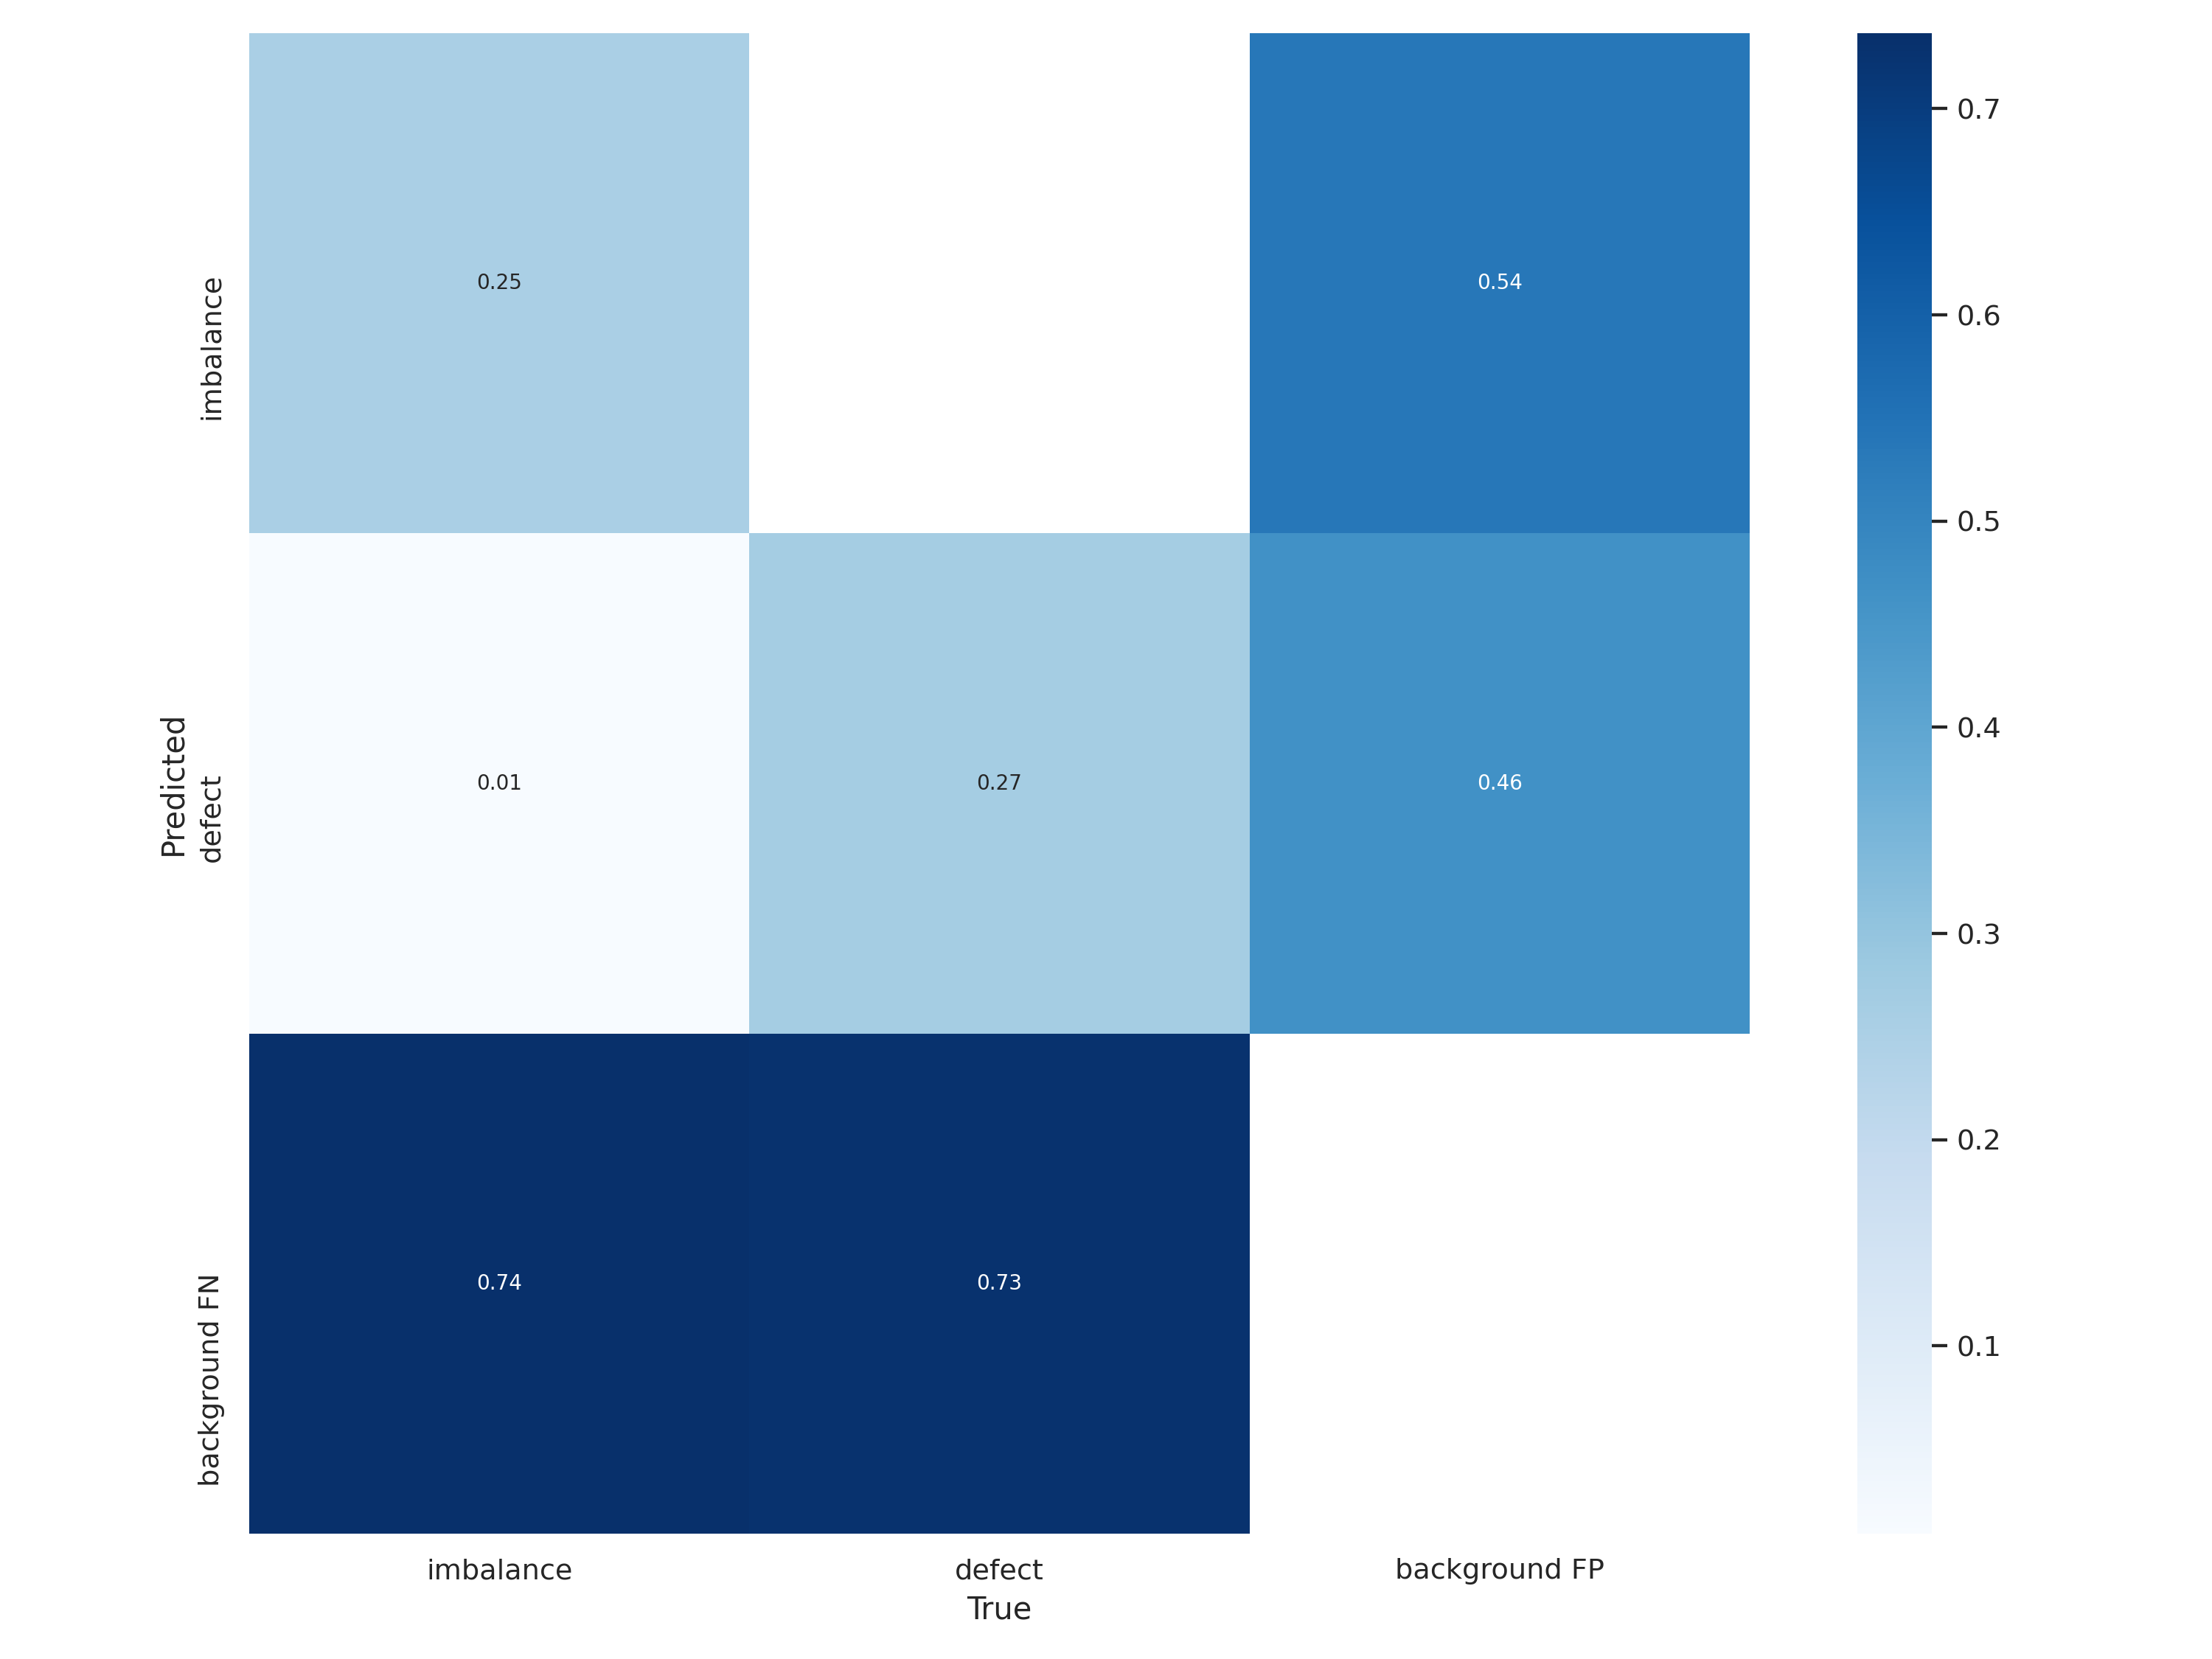 imbalance
0.25
0.54
Predicted
defect
0.01
0.27
0.46
background FN
0.74
0.73
imbalance
defect
background FP
True
0.7
0.6
0.5
0.4
0.3
0.2
0.1